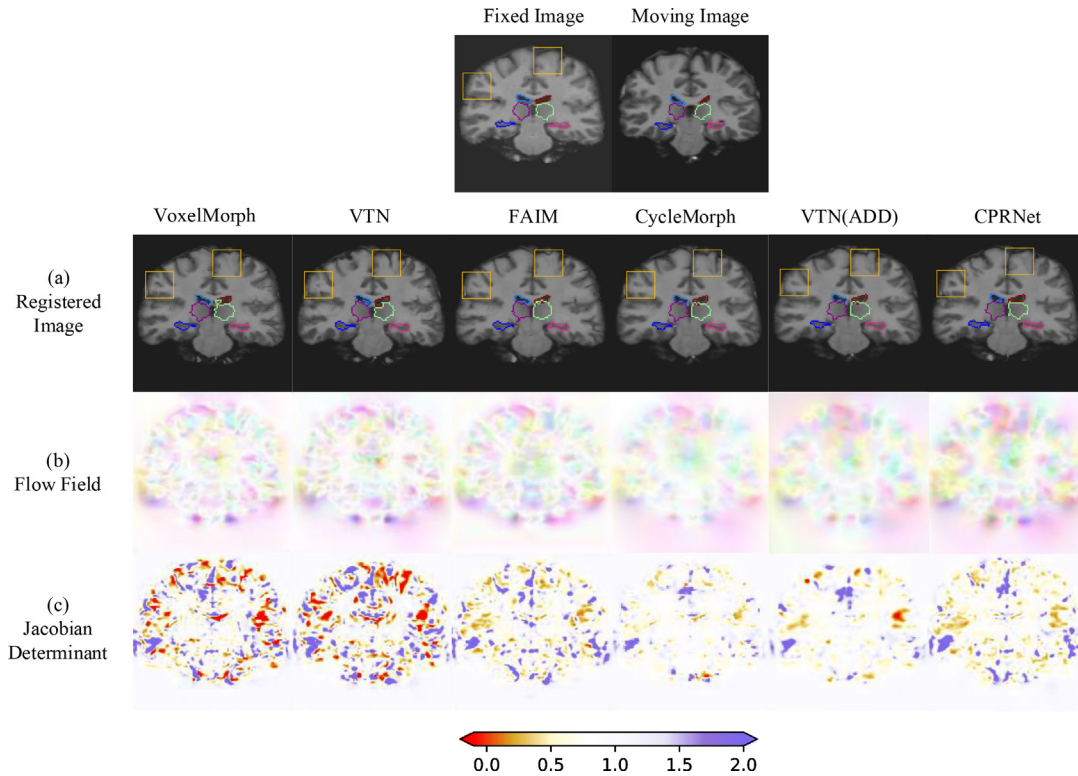 Fixed Image Moving Image
VoxelMorph VTN FAIM CycleMorph VTN(ADD) CPRNet
(a)
Registered
Image
(b)
Flow Field
(c)
Jacobian
Determinant
0.0 0.5 1.0 1.5 2.0